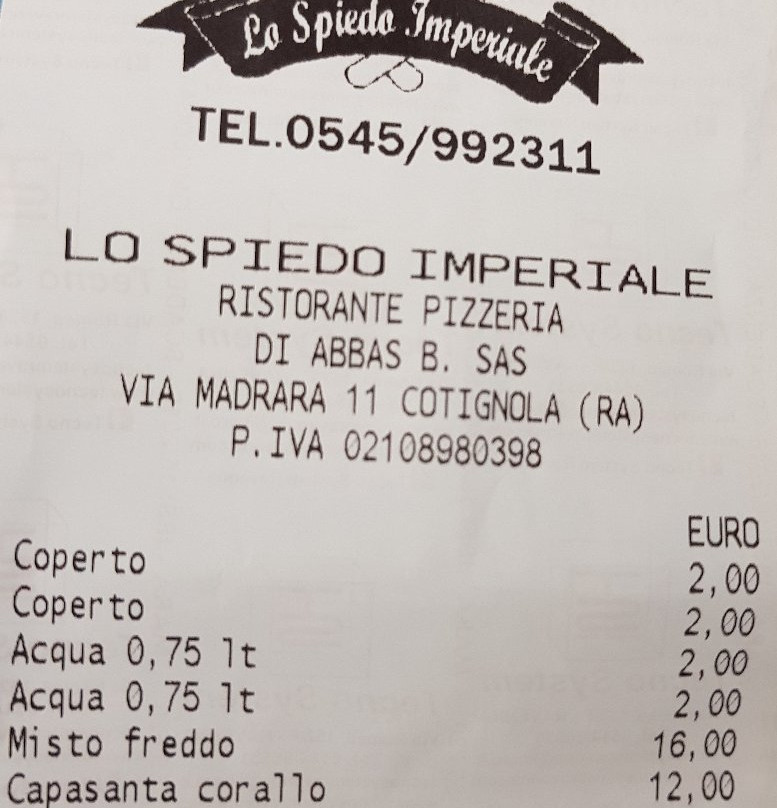 Lo Spiedo Imperiale
TEL.0545/992311
LO SPIEDO IMPERIALE
RISTORANTE PIZZERIA
DI ABBAS B. SAS
VIA MADRARA 11 COTIGNOLA (RA)
P.IVA 02108980398
EURO
Coperto 2,00
Coperto 2,00
Acqua 0,75 lt 2,00
Acqua 0,75 lt 2,00
Misto freddo 16,00
Capasanta corallo 12,00